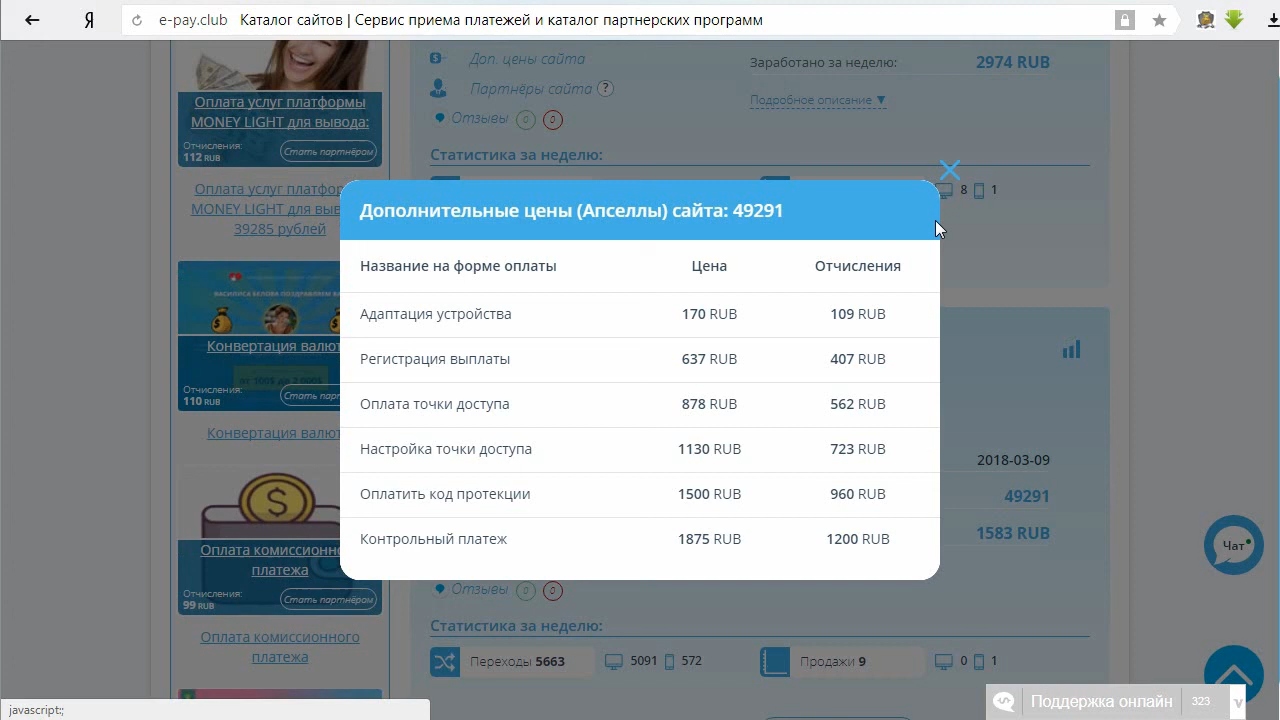 Я
e-pay.club Каталог сайтов | Сервис приема платежей и каталог партнерских программ
Оплата услуг платформы
MONEY LIGHT для вывода:
Отчисления:
112 RUB
Стать партнёром
Оплата услуг платформ
MONEY LIGHT для выв
39285 рублей
Конвертация валют
Отчисления:
110 RUB
Стать парт
Конвертация валют
Оплата комиссионн
платежа
Отчисления:
99 RUB
Стать партнёром
Оплата комиссионного
платежа
Доп. цены сайта
Партнёры сайта ?
Отзывы 0 0
Заработано за неделю: 2974 RUB
Подробное описание ▼
Статистика за неделю:
8 1
Дополнительные цены (Апселлы) сайта: 49291
Название на форме оплаты Цена Отчисления
Адаптация устройства 170 RUB 109 RUB
Регистрация выплаты 637 RUB 407 RUB
Оплата точки доступа 878 RUB 562 RUB
Настройка точки доступа 1130 RUB 723 RUB
Оплатить код протекции 1500 RUB 960 RUB
Контрольный платеж 1875 RUB 1200 RUB
2018-03-09
49291
1583 RUB
Отзывы 0 0
Статистика за неделю:
Переходы 5663 5091 572 Продажи 9 0 1
Чат
Поддержка онлайн 323 v
javascript:;